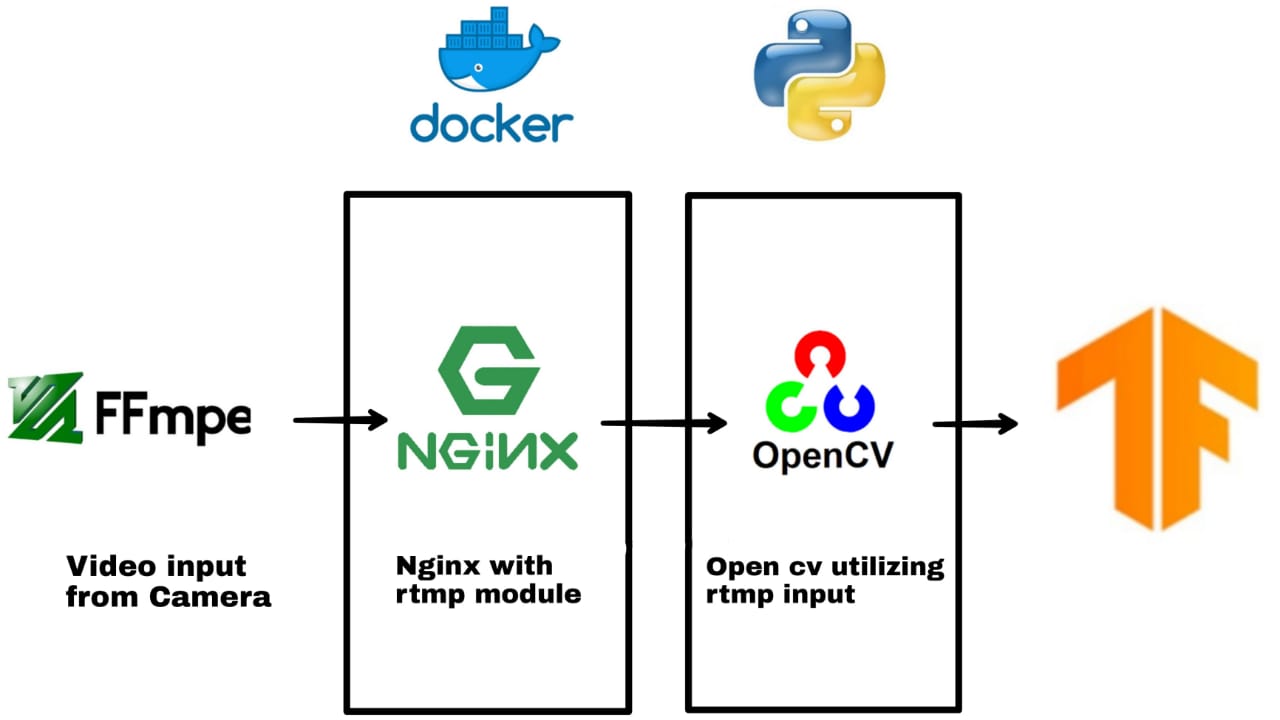 docker
FFmpe
NGiNX
OpenCV
Video input
from Camera
Nginx with
rtmp module
Open cv utilizing
rtmp input